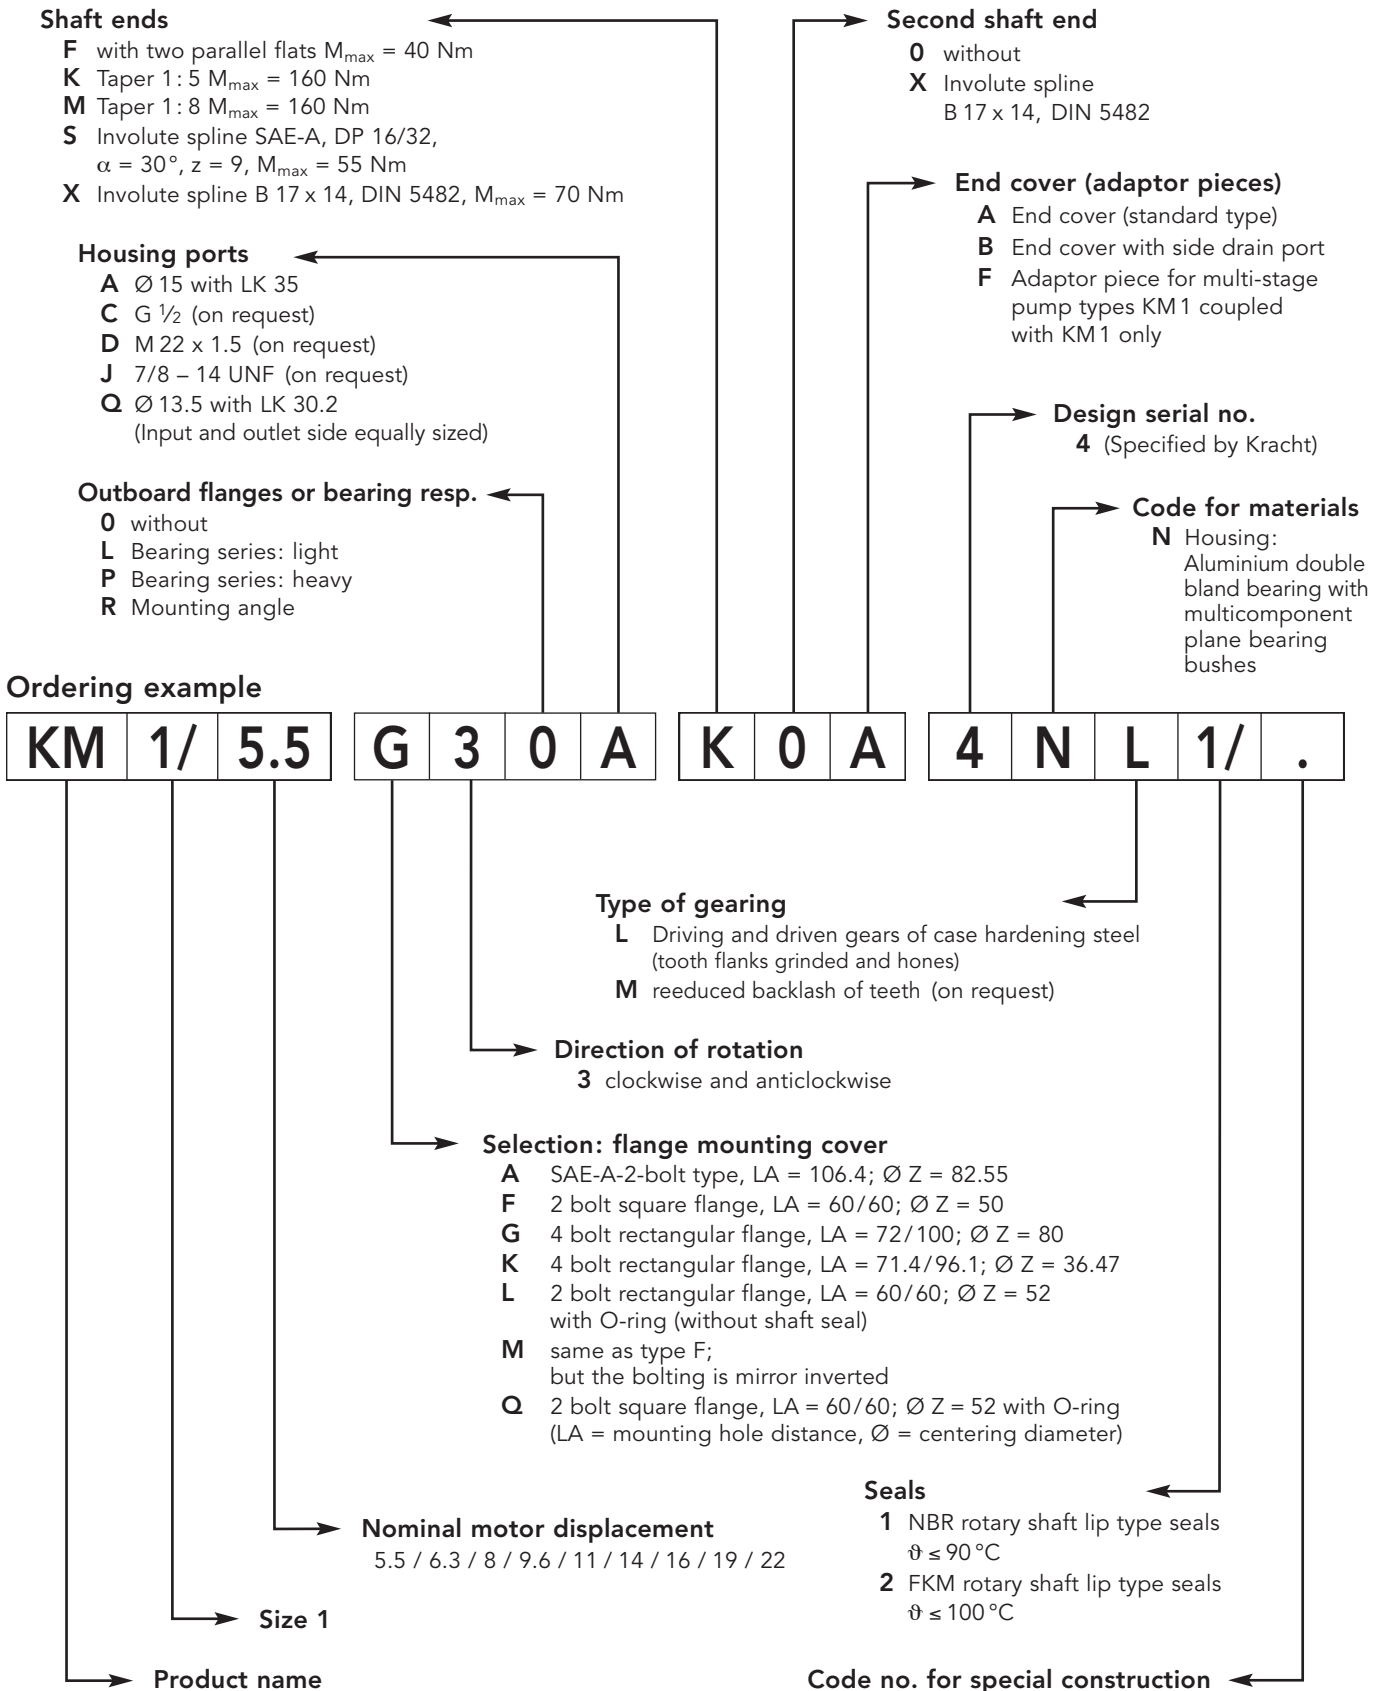 Shaft ends
F with two parallel flats Mmax = 40 Nm
K Taper 1:5 Mmax = 160 Nm
M Taper 1:8 Mmax = 160 Nm
S Involute spline SAE-A, DP 16/32,
α = 30°, z = 9, Mmax = 55 Nm
X Involute spline B 17 x 14, DIN 5482, Mmax = 70 Nm
Second shaft end
0 without
X Involute spline
B 17 x 14, DIN 5482
End cover (adaptor pieces)
A End cover (standard type)
B End cover with side drain port
F Adaptor piece for multi-stage
pump types KM1 coupled
with KM1 only
Housing ports
A Ø 15 with LK 35
C G ½ (on request)
D M 22 x 1.5 (on request)
J 7/8 – 14 UNF (on request)
Q Ø 13.5 with LK 30.2
(Input and outlet side equally sized)
Design serial no.
4 (Specified by Kracht)
Outboard flanges or bearing resp.
0 without
L Bearing series: light
P Bearing series: heavy
R Mounting angle
Code for materials
N Housing:
Aluminium double
bland bearing with
multicomponent
plane bearing
bushes
Ordering example
KM 1/ 5.5 G 3 0 A K 0 A 4 N L 1/ .
Type of gearing
L Driving and driven gears of case hardening steel
(tooth flanks grinded and hones)
M reeduced backlash of teeth (on request)
Direction of rotation
3 clockwise and anticlockwise
Selection: flange mounting cover
A SAE-A-2-bolt type, LA = 106.4; Ø Z = 82.55
F 2 bolt square flange, LA = 60/60; Ø Z = 50
G 4 bolt rectangular flange, LA = 72/100; Ø Z = 80
K 4 bolt rectangular flange, LA = 71.4/96.1; Ø Z = 36.47
L 2 bolt rectangular flange, LA = 60/60; Ø Z = 52
with O-ring (without shaft seal)
M same as type F;
but the bolting is mirror inverted
Q 2 bolt square flange, LA = 60/60; Ø Z = 52 with O-ring
(LA = mounting hole distance, Ø = centering diameter)
Seals
1 NBR rotary shaft lip type seals
ϑ ≤ 90 °C
2 FKM rotary shaft lip type seals
ϑ ≤ 100 °C
Nominal motor displacement
5.5 / 6.3 / 8 / 9.6 / 11 / 14 / 16 / 19 / 22
Size 1
Product name
Code no. for special construction